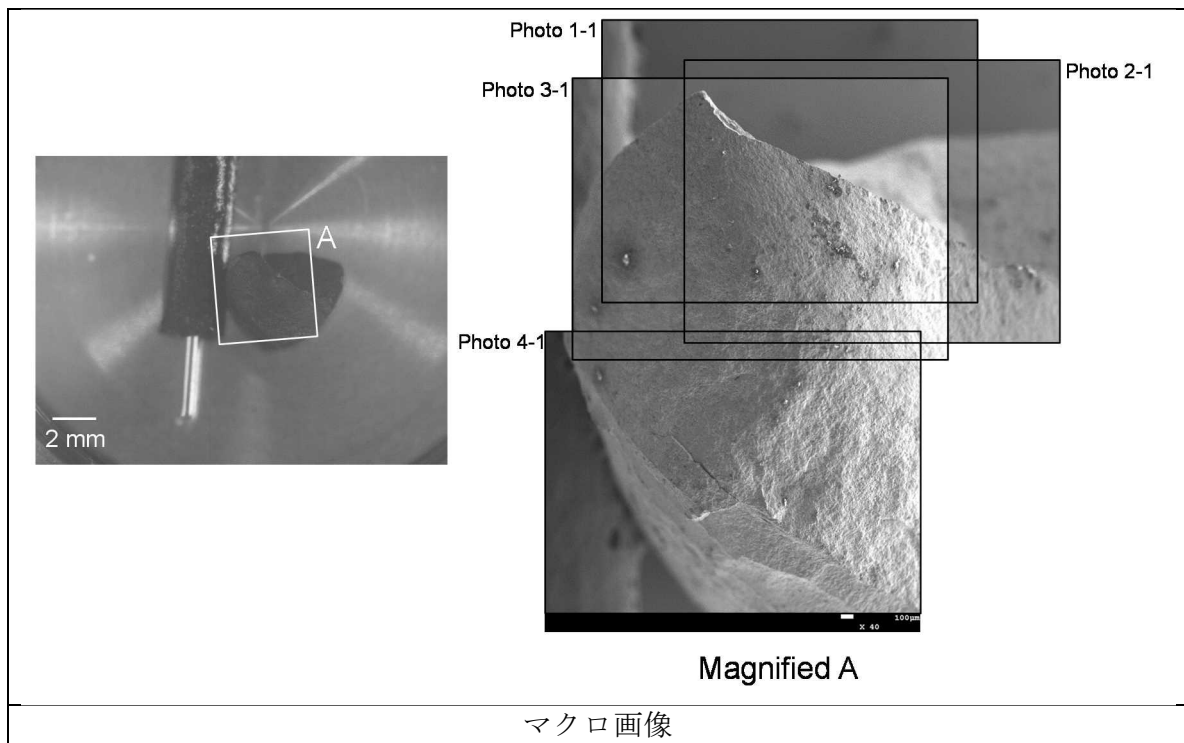 Photo 1-1
Photo 2-1
Photo 3-1
A
Photo 4-1
2 mm
100μm
X 40
Magnified A
マクロ画像